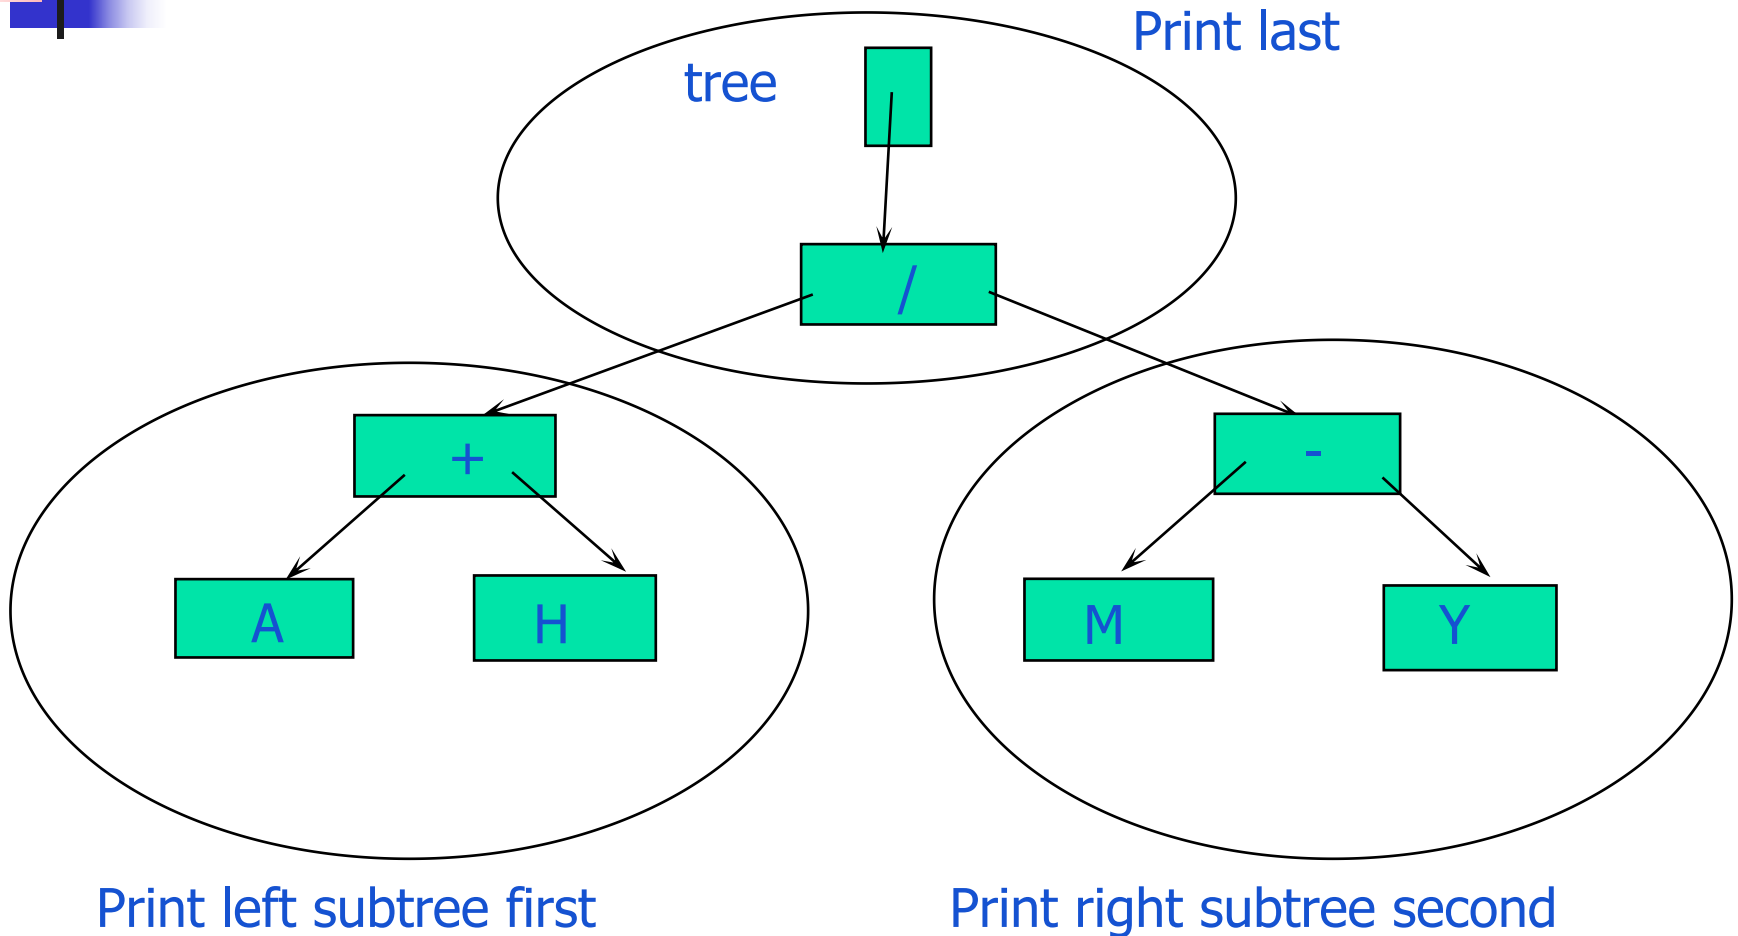 Print last
tree
/
+
-
A
H
M
Y
Print left subtree first
Print right subtree second